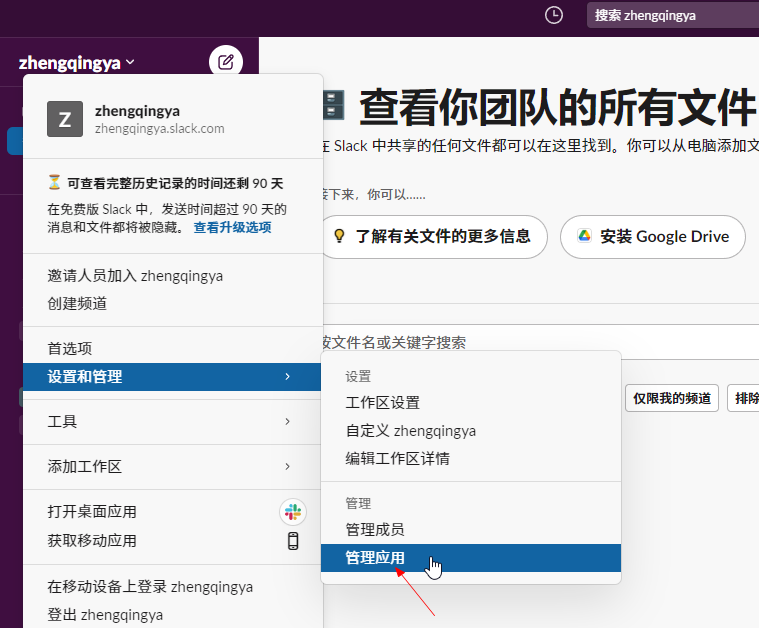 搜索 zhengqingya
zhengqingya
Z
zhengqingya
zhengqingya.slack.com
可查看完整历史记录的时间还剩 90 天
在免费版 Slack 中，发送时间超过 90 天的
消息和文件都将被隐藏。 查看升级选项
邀请人员加入 zhengqingya
创建频道
首选项
设置和管理
工具
添加工作区
打开桌面应用
获取移动应用
在移动设备上登录 zhengqingya
登出 zhengqingya
查看你团队的所有文件
在 Slack 中共享的任何文件都可以在这里找到。你可以从电脑添加文
接下来，你可以……
了解有关文件的更多信息
安装 Google Drive
按文件名或关键字搜索
仅限我的频道
排除
设置
工作区设置
自定义 zhengqingya
编辑工作区详情
管理
管理成员
管理应用